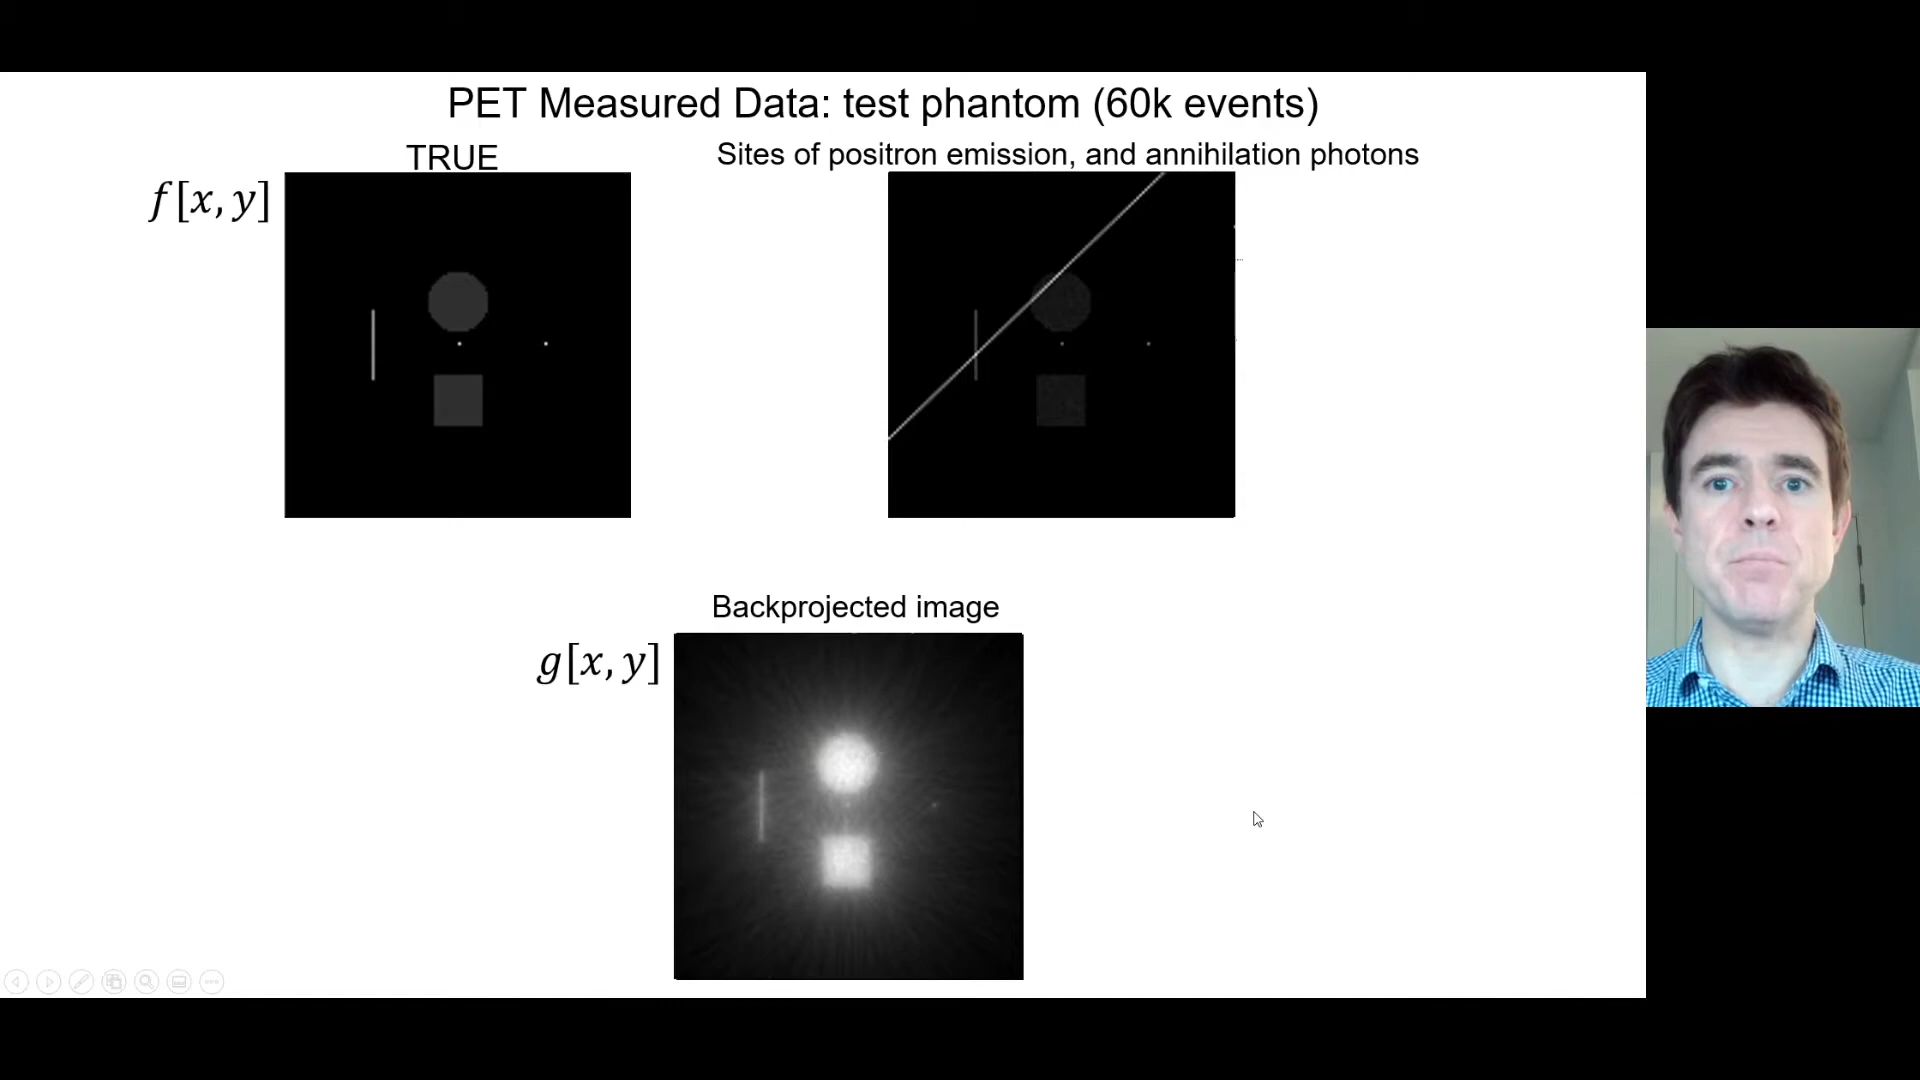 PET Measured Data: test phantom (60k events)
TRUE
Sites of positron emission, and annihilation photons
f[x, y]
Backprojected image
g[x, y]